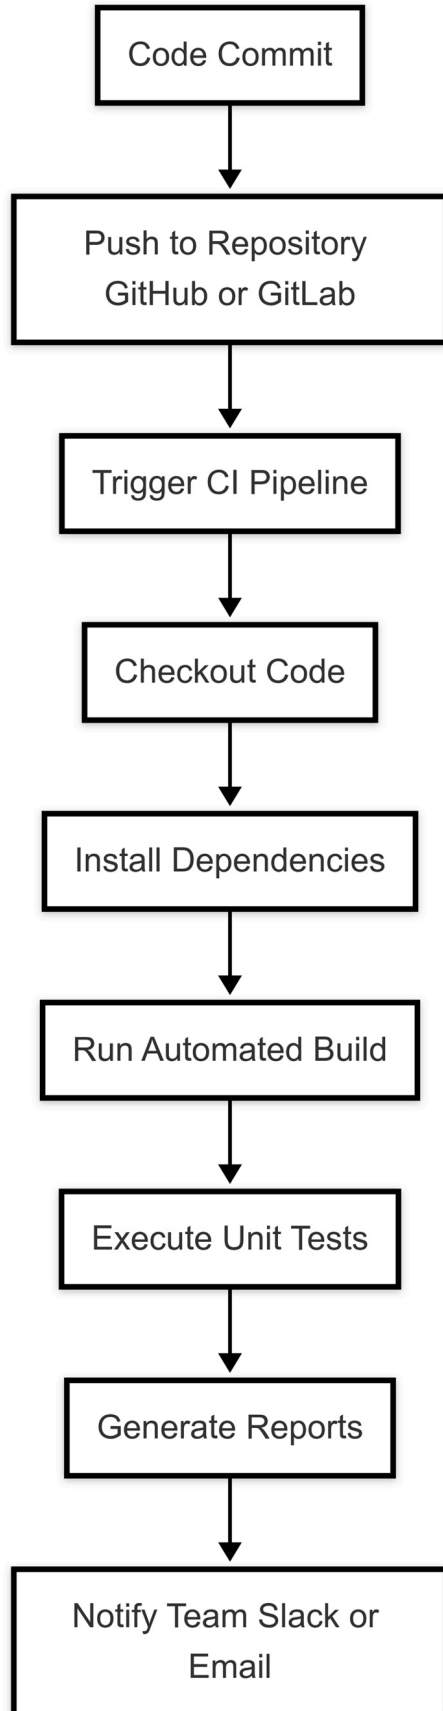 Code Commit
Push to Repository
GitHub or GitLab
Trigger CI Pipeline
Checkout Code
Install Dependencies
Run Automated Build
Execute Unit Tests
Generate Reports
Notify Team Slack or
Email